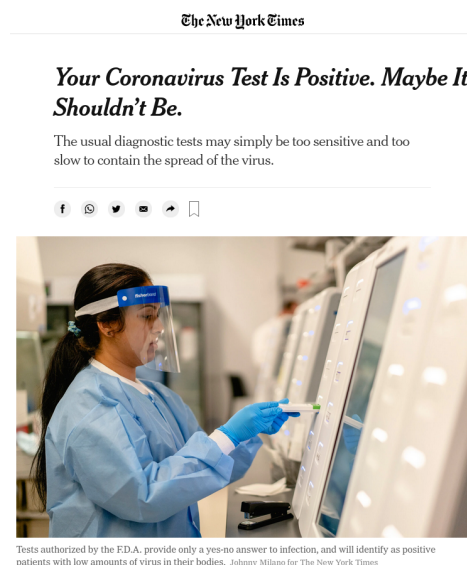 The New York Times
Your Coronavirus Test Is Positive. Maybe It
Shouldn’t Be.
The usual diagnostic tests may simply be too sensitive and too
slow to contain the spread of the virus.
Tests authorized by the F.D.A. provide only a yes-no answer to infection, and will identify as positive
patients with low amounts of virus in their bodies. Johnny Milano for The New York Times